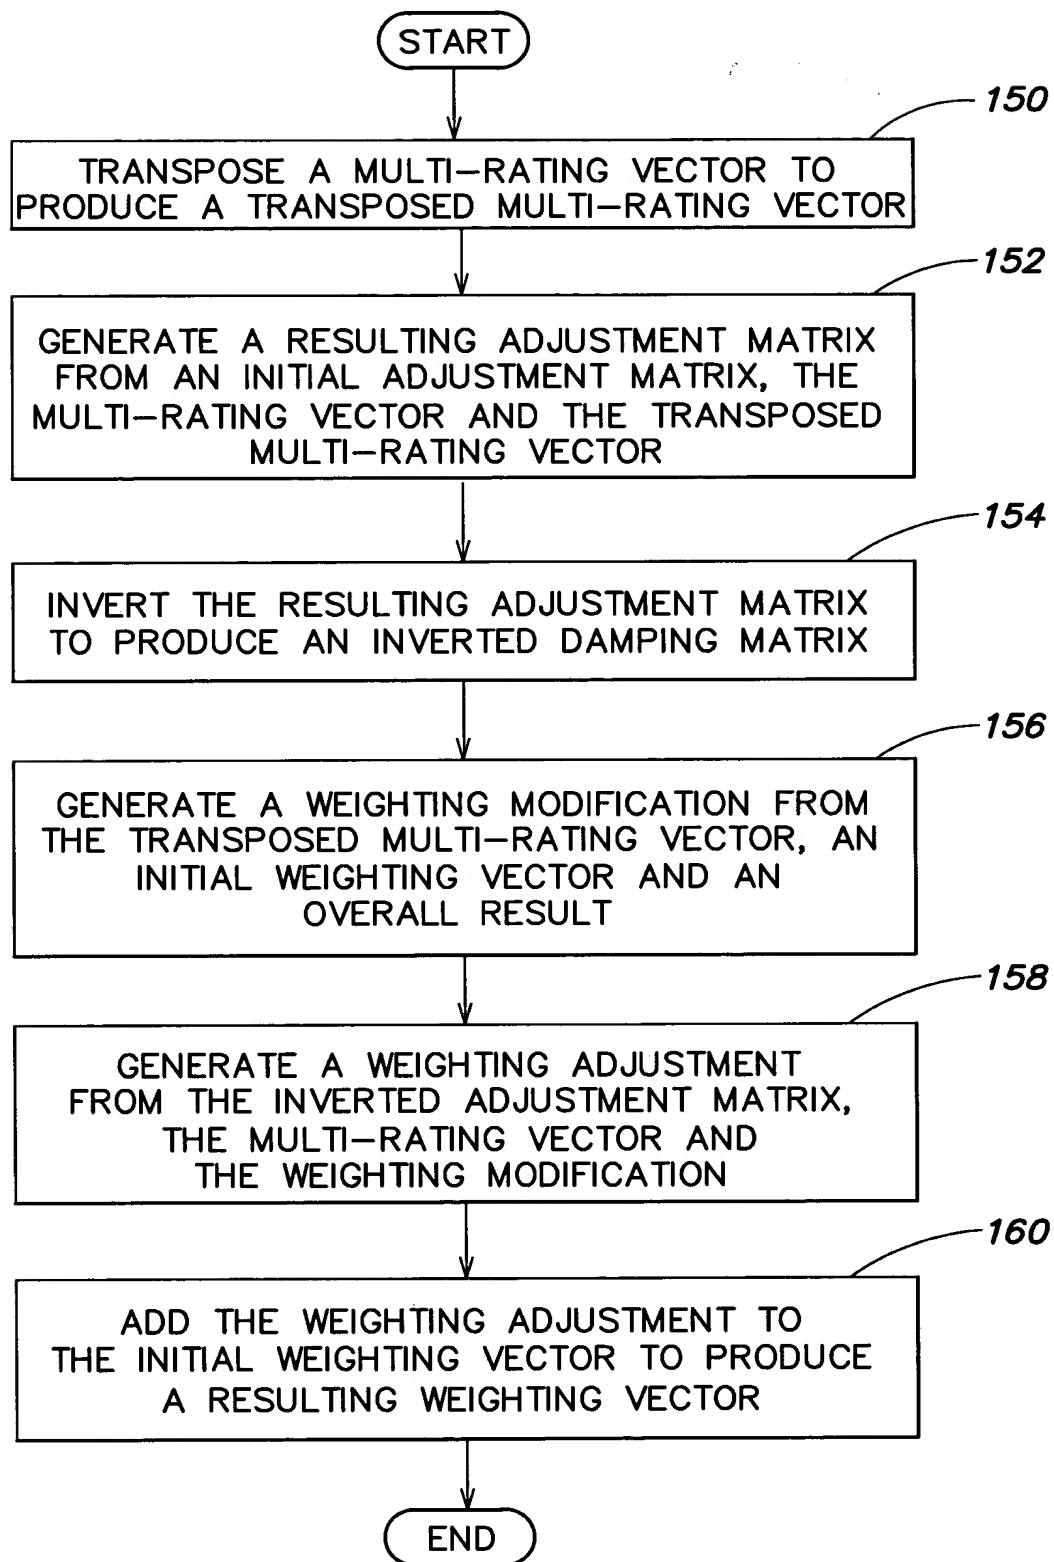 START
150
TRANSPOSE A MULTI-RATING VECTOR TO
PRODUCE A TRANSPOSED MULTI-RATING VECTOR
152
GENERATE A RESULTING ADJUSTMENT MATRIX
FROM AN INITIAL ADJUSTMENT MATRIX, THE
MULTI-RATING VECTOR AND THE TRANSPOSED
MULTI-RATING VECTOR
154
INVERT THE RESULTING ADJUSTMENT MATRIX
TO PRODUCE AN INVERTED DAMPING MATRIX
156
GENERATE A WEIGHTING MODIFICATION FROM
THE TRANSPOSED MULTI-RATING VECTOR, AN
INITIAL WEIGHTING VECTOR AND AN
OVERALL RESULT
158
GENERATE A WEIGHTING ADJUSTMENT
FROM THE INVERTED ADJUSTMENT MATRIX,
THE MULTI-RATING VECTOR AND
THE WEIGHTING MODIFICATION
160
ADD THE WEIGHTING ADJUSTMENT TO
THE INITIAL WEIGHTING VECTOR TO PRODUCE
A RESULTING WEIGHTING VECTOR
END